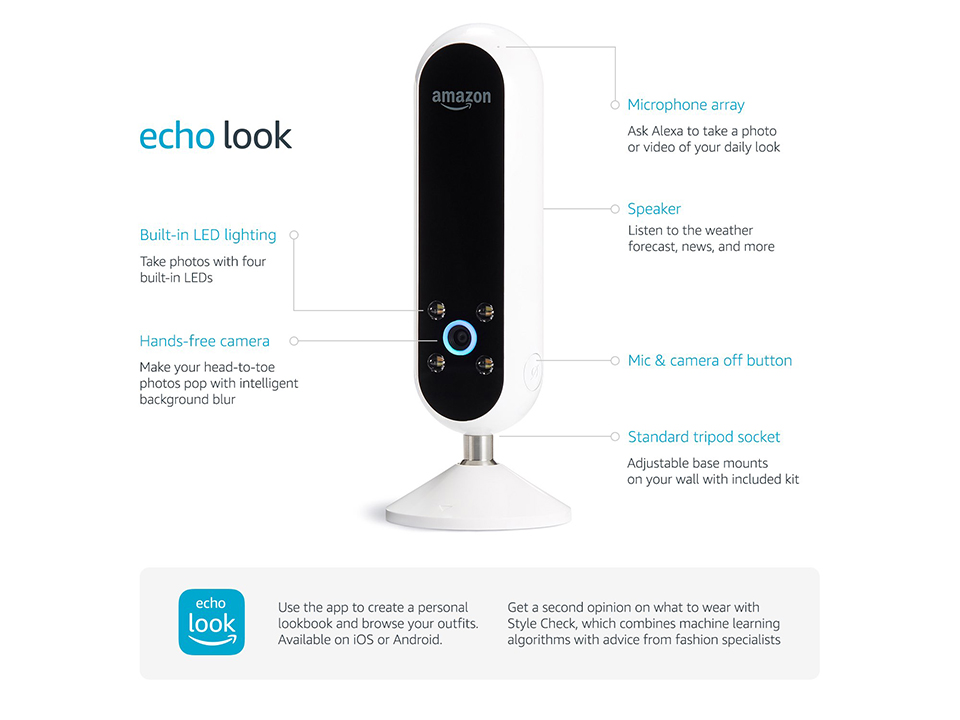 echo look
amazon
Microphone array
Ask Alexa to take a photo
or video of your daily look
Speaker
Listen to the weather
forecast, news, and more
Built-in LED lighting
Take photos with four
built-in LEDs
Hands-free camera
Make your head-to-toe
photos pop with intelligent
background blur
Mic & camera off button
Standard tripod socket
Adjustable base mounts
on your wall with included kit
echo
look
Use the app to create a personal
lookbook and browse your outfits.
Available on iOS or Android.
Get a second opinion on what to wear with
Style Check, which combines machine learning
algorithms with advice from fashion specialists